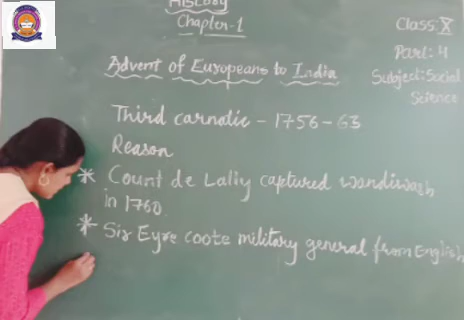 History
Chapter-1
Class: X
Part: 4
Subject: Social
Science
Advent of Europeans to India
Third carnatic - 1756-63
Reason
* Count de Lally captured wandiwash
in 1760.
* Sir Eyre coote military general from English